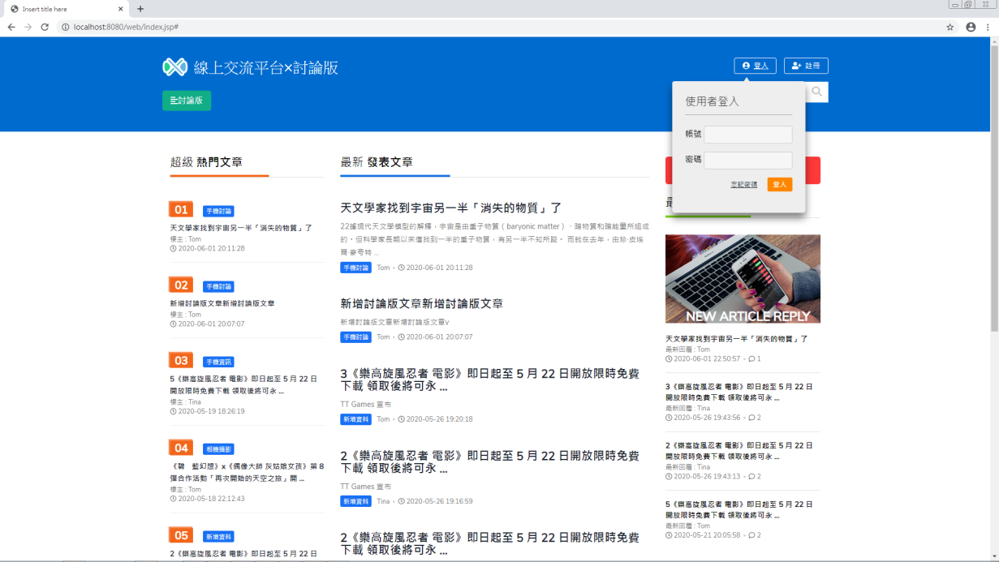 Insert title here
localhost:8080/web/index.jsp#
線上交流平台×討論版
登入
註冊
討論版
使用者登入
帳號
密碼
忘記密碼
登入
超級 熱門文章
01 手機討論
天文學家找到宇宙另一半「消失的物質」了
樓主 : Tom
2020-06-01 20:11:28
02 手機討論
新增討論版文章新增討論版文章
樓主 : Tom
2020-06-01 20:07:07
03 手機資訊
5《樂高旋風忍者 電影》即日起至 5 月 22 日
開放限時免費下載 領取後將可永 ...
樓主 : Tina
2020-05-19 18:26:19
04 相機攝影
《碧　藍幻想》x《偶像大師 灰姑娘女孩》第 8
彈合作活動「再次開始的天空之旅」開 ...
樓主 : Tom
2020-05-18 22:12:43
05 新增資料
2《樂高旋風忍者 電影》即日起至 5 月 22 日
最新 發表文章
天文學家找到宇宙另一半「消失的物質」了
22據現代天文學模型的解釋，宇宙是由重子物質（baryonic matter）、暗物質和暗能量所組成
的。但科學家長期以來僅找到一半的重子物質，有另一半不知所蹤。 而就在去年，由珍·皮埃
爾·麥夸特 ...
手機討論 Tom 2020-06-01 20:11:28
新增討論版文章新增討論版文章
新增討論版文章新增討論版文章v
手機討論 Tom 2020-06-01 20:07:07
3《樂高旋風忍者 電影》即日起至 5 月 22 日開放限時免費
下載 領取後將可永 ...
TT Games 宣布
新增資料 Tom 2020-05-26 19:20:18
2《樂高旋風忍者 電影》即日起至 5 月 22 日開放限時免費
下載 領取後將可永 ...
TT Games 宣布
新增資料 Tina 2020-05-26 19:16:59
2《樂高旋風忍者 電影》即日起至 5 月 22 日開放限時免費
下載 領取後將可永 ...
NEW ARTICLE REPLY
天文學家找到宇宙另一半「消失的物質」了
最新回覆 : Tom
2020-06-01 22:50:57 1
3《樂高旋風忍者 電影》即日起至 5 月 22 日
開放限時免費下載 領取後將可永 ...
最新回覆 : Tina
2020-05-26 19:43:56 2
2《樂高旋風忍者 電影》即日起至 5 月 22 日
開放限時免費下載 領取後將可永 ...
最新回覆 : Tina
2020-05-26 19:43:13 2
5《樂高旋風忍者 電影》即日起至 5 月 22 日
開放限時免費下載 領取後將可永 ...
最新回覆 : Tom
2020-05-21 20:05:58 2